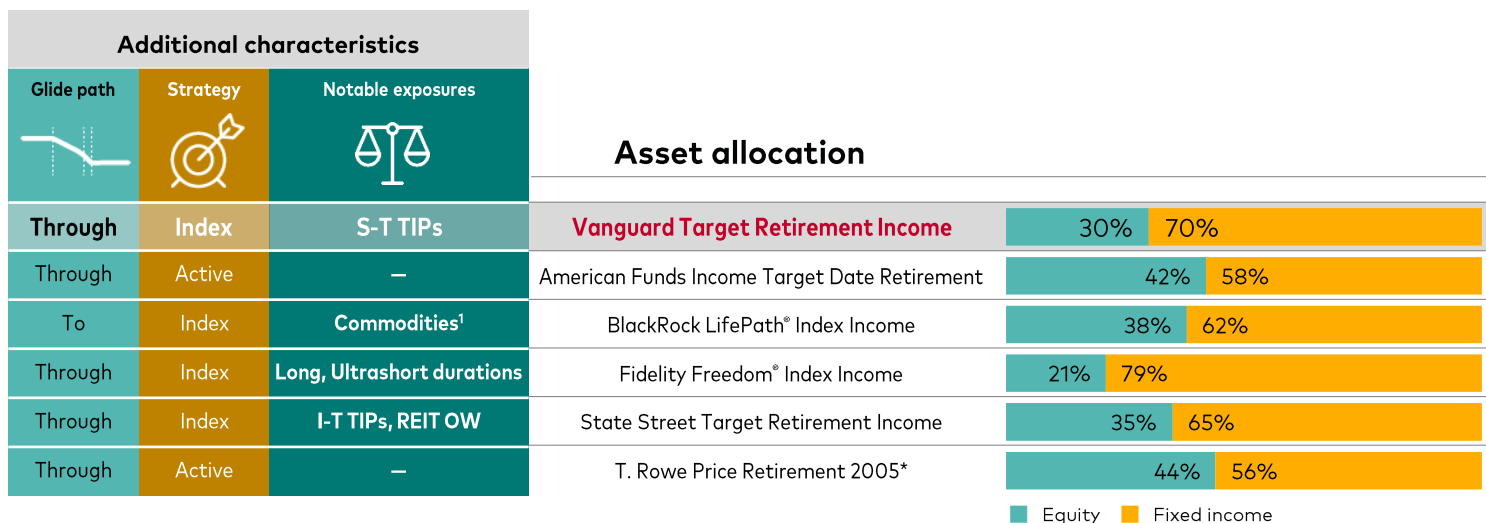 Additional characteristics
Glide path Strategy Notable exposures
Asset allocation
Through Index S-T TIPs Vanguard Target Retirement Income 30% 70%
Through Active — American Funds Income Target Date Retirement 42% 58%
To Index Commodities¹ BlackRock LifePath® Index Income 38% 62%
Through Index Long, Ultrashort durations Fidelity Freedom® Index Income 21% 79%
Through Index I-T TIPs, REIT OW State Street Target Retirement Income 35% 65%
Through Active — T. Rowe Price Retirement 2005* 44% 56%
Equity Fixed income